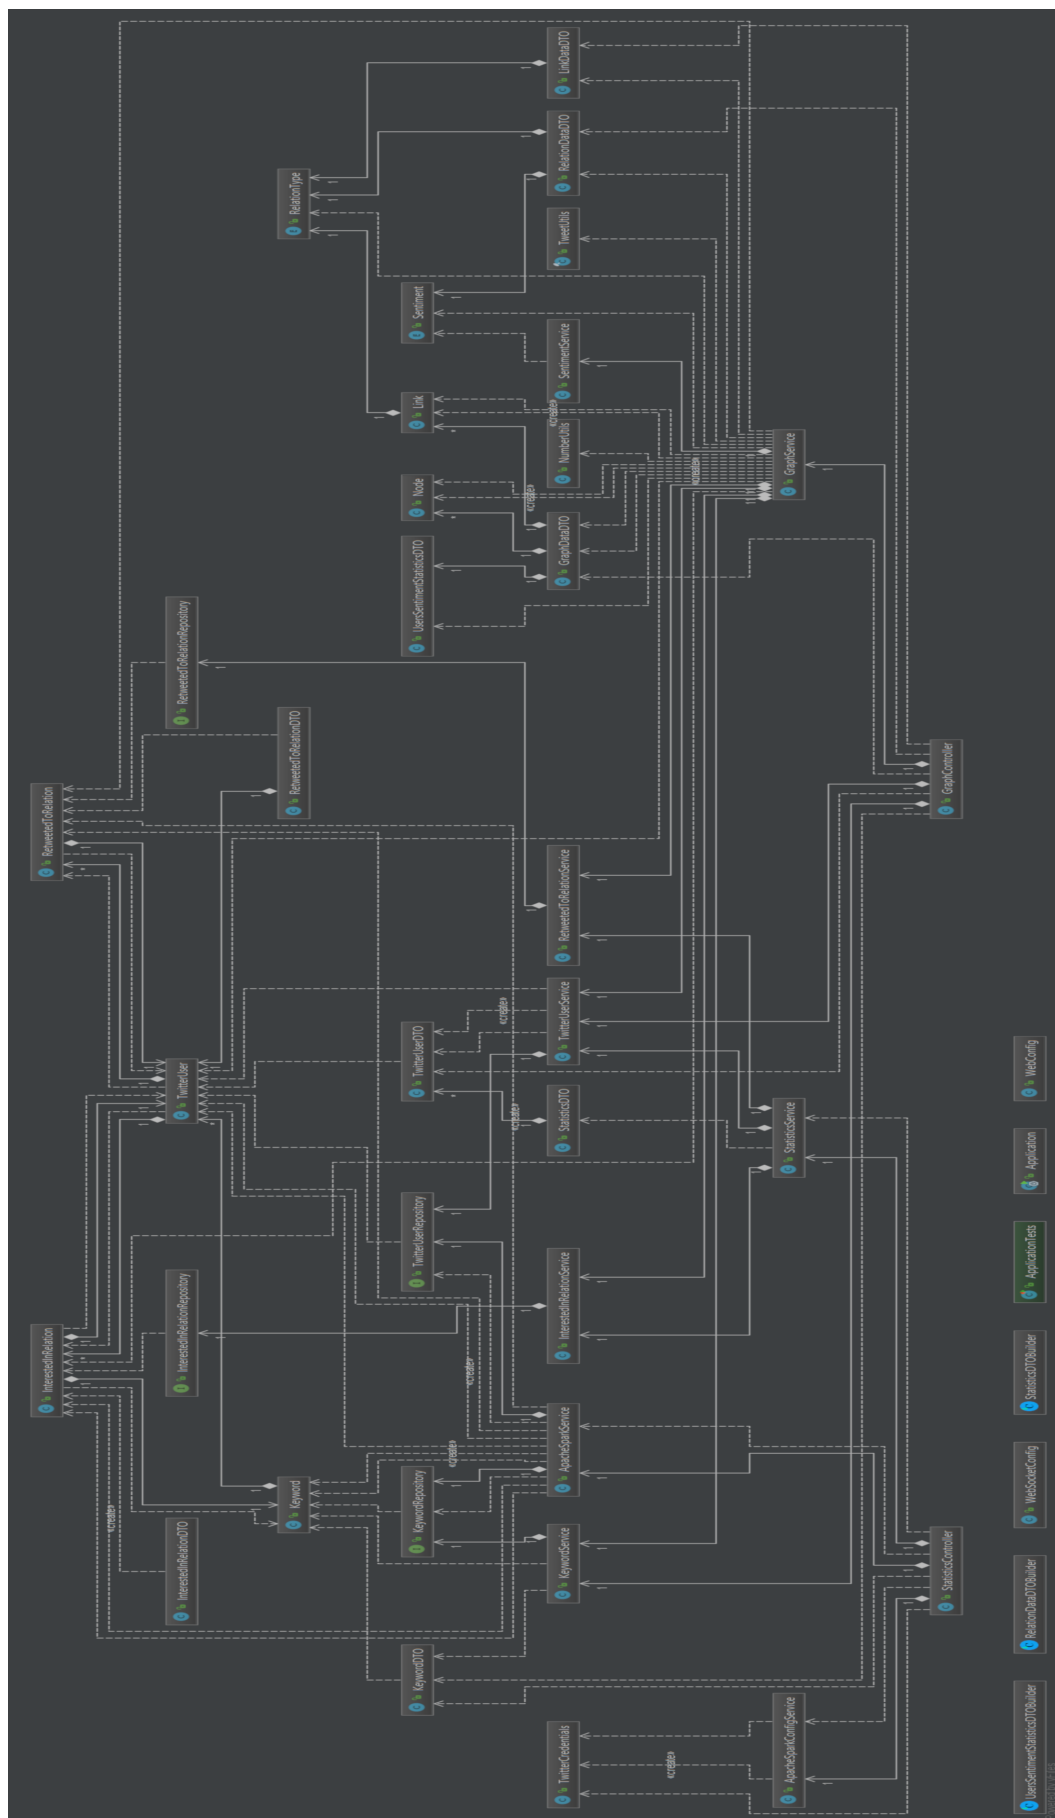 InterestedInRelation
RetweetedToRelation
InterestedInRelationDTO
InterestedInRelationRepository
TwitterUser
RetweetedToRelationRepository
Keyword
RetweetedToRelationDTO
RelationType
KeywordDTO
KeywordRepository
TwitterUserRepository
TwitterUserDTO
UsersSentimentStatisticsDTO
Node
Link
Sentiment
TwitterCredentials
KeywordService
ApacheSparkService
InterestedInRelationService
StatisticsDTO
TwitterUserService
RetweetedToRelationService
GraphDataDTO
NumberUtils
SentimentService
TweetUtils
RelationDataDTO
LinkDataDTO
ApacheSparkConfigService
StatisticsService
GraphService
StatisticsController
GraphController
UsersSentimentStatisticsDTOBuilder
RelationDataDTOBuilder
WebSocketConfig
StatisticsDTOBuilder
ApplicationTests
Application
WebConfig
«create»
«create»
«create»
«create»
«create»
«create»
«create»
«create»
«create»